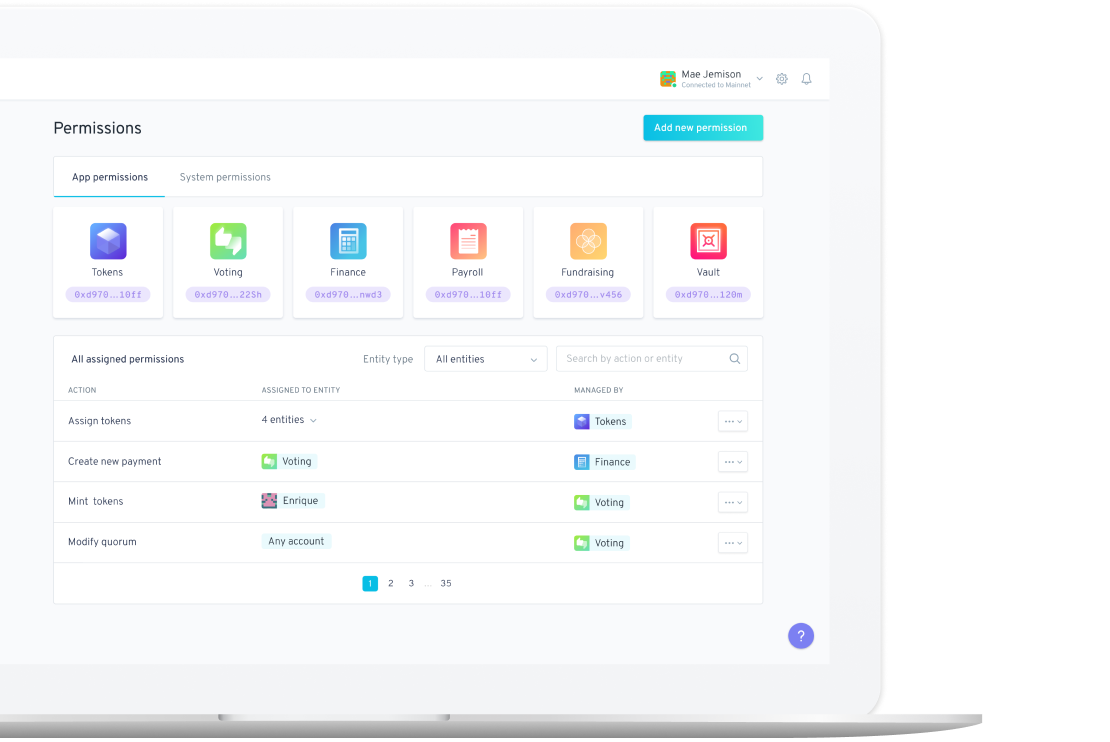 Mae Jemison
Connected to Mainnet
Permissions
Add new permission
App permissions
System permissions
Tokens
Voting
Finance
Payroll
Fundraising
Vault
0xd970...10ff
0xd970...225h
0xd970...nwd3
0xd970...10ff
0xd970...v456
0xd970...120m
All assigned permissions
Entity type
All entities
Search by action or entity
ACTION
ASSIGNED TO ENTITY
MANAGED BY
Assign tokens
4 entities
Tokens
Create new payment
Voting
Finance
Mint tokens
Enrique
Voting
Modify quorum
Any account
Voting
1 2 3 ... 35
?